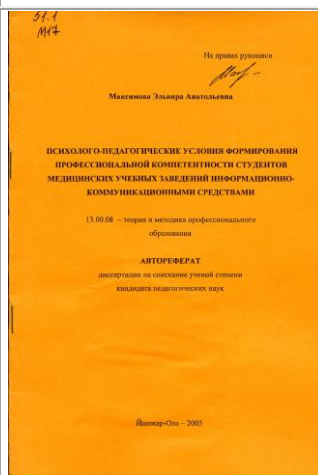 51.1
М17
На правах рукописи
Максимова Эльвира Анатольевна
ПСИХОЛОГО-ПЕДАГОГИЧЕСКИЕ УСЛОВИЯ ФОРМИРОВАНИЯ
ПРОФЕССИОНАЛЬНОЙ КОМПЕТЕНТНОСТИ СТУДЕНТОВ
МЕДИЦИНСКИХ УЧЕБНЫХ ЗАВЕДЕНИЙ ИНФОРМАЦИОННО-
КОММУНИКАЦИОННЫМИ СРЕДСТВАМИ
13.00.08 – теория и методика профессионального
образования
АВТОРЕФЕРАТ
диссертации на соискание ученой степени
кандидата педагогических наук
Йошкар-Ола – 2005